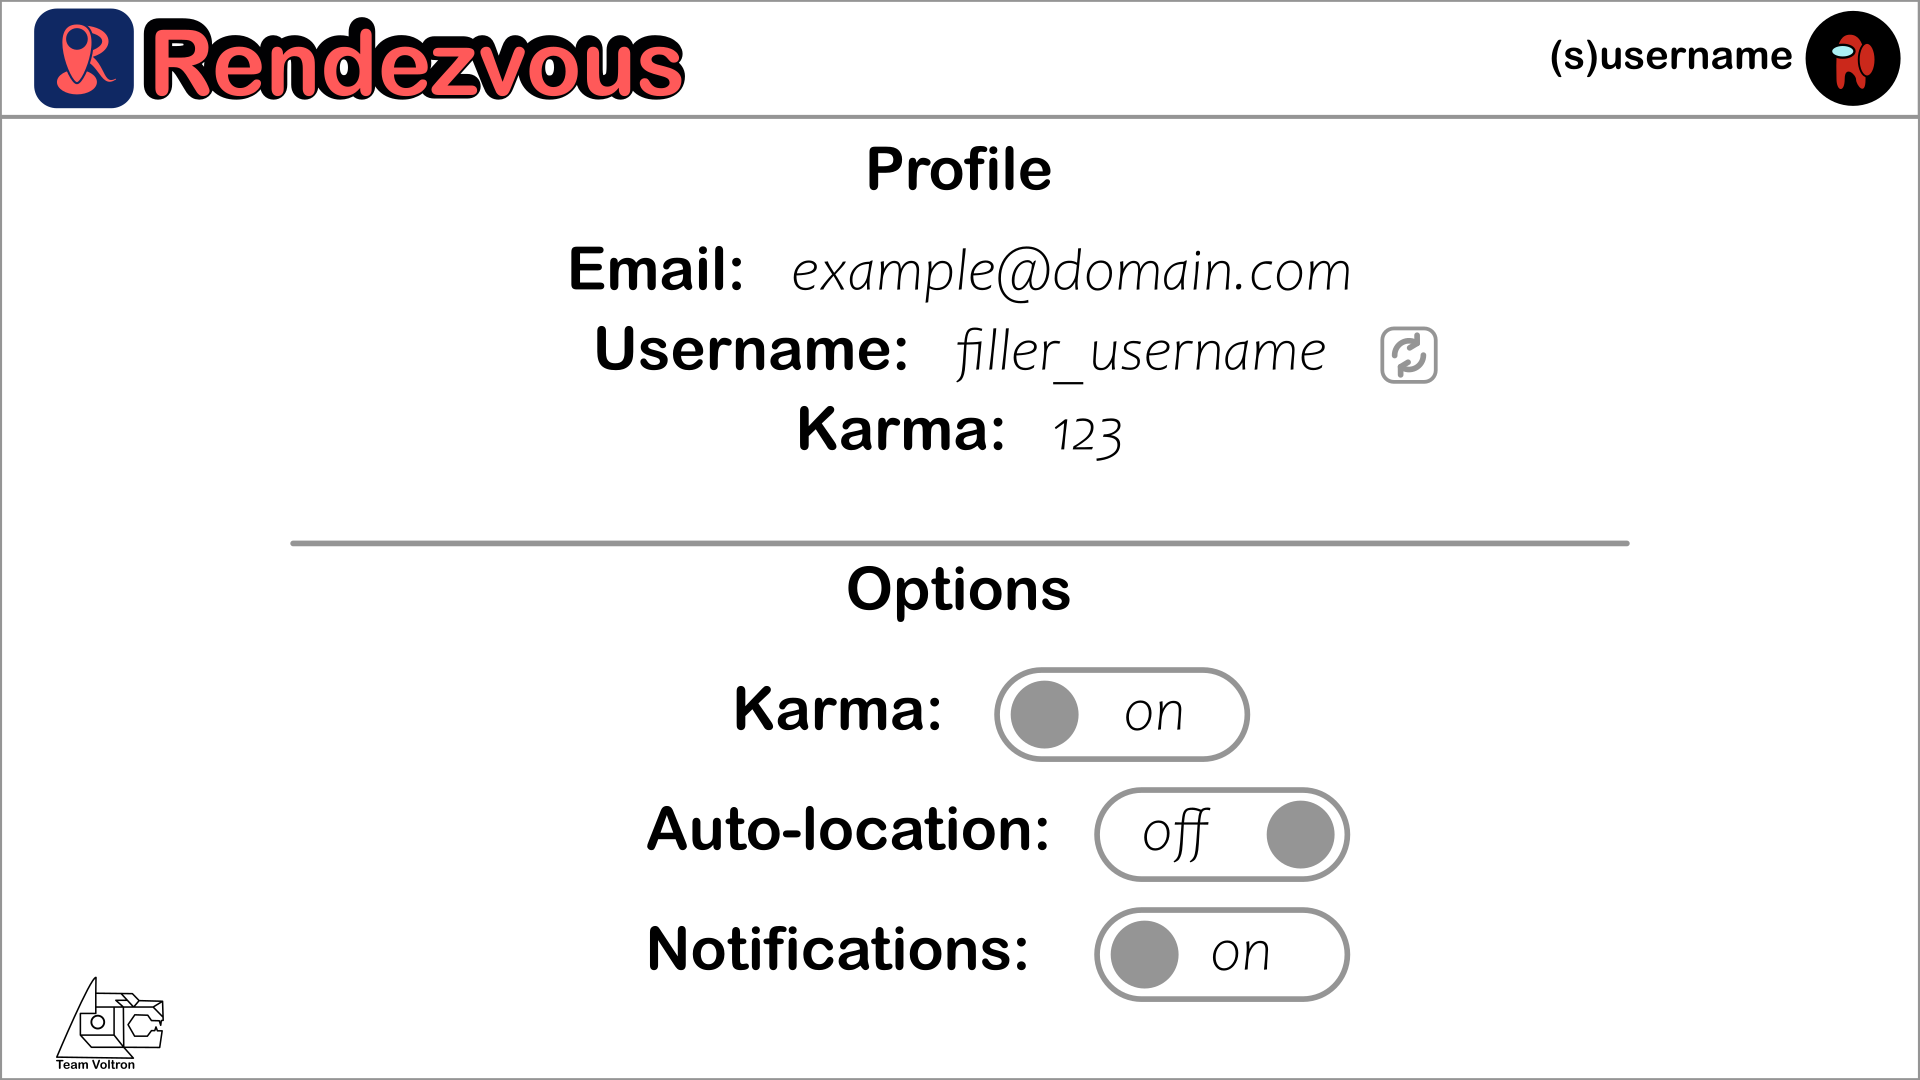 Rendezvous
(s)username
Profile
Email: example@domain.com
Username: filler_username
Karma: 123
Options
Karma: on
Auto-location: off
Notifications: on
Team Voltron